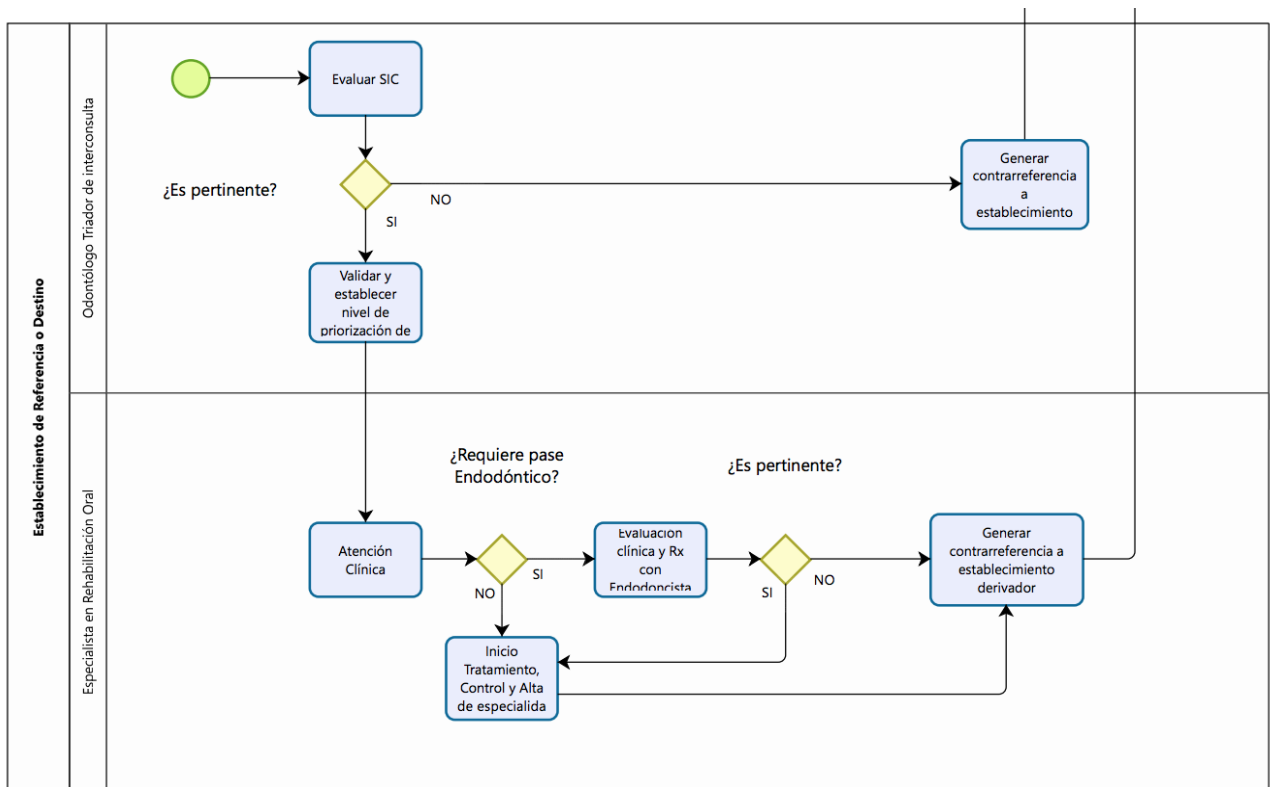 Establecimiento de Referencia o Destino
Odontólogo Triador de interconsulta
Evaluar SIC
¿Es pertinente?
NO
SI
Generar
contrarreferencia
a
establecimiento
Validar y
establecer
nivel de
priorización de
Especialista en Rehabilitación Oral
¿Requiere pase
Endodóntico?
¿Es pertinente?
Atención
Clínica
SI
NO
Evaluación
clínica y Rx
con
Endodoncista
SI
NO
Generar
contrarreferencia a
establecimiento
derivador
Inicio
Tratamiento,
Control y Alta
de especialida